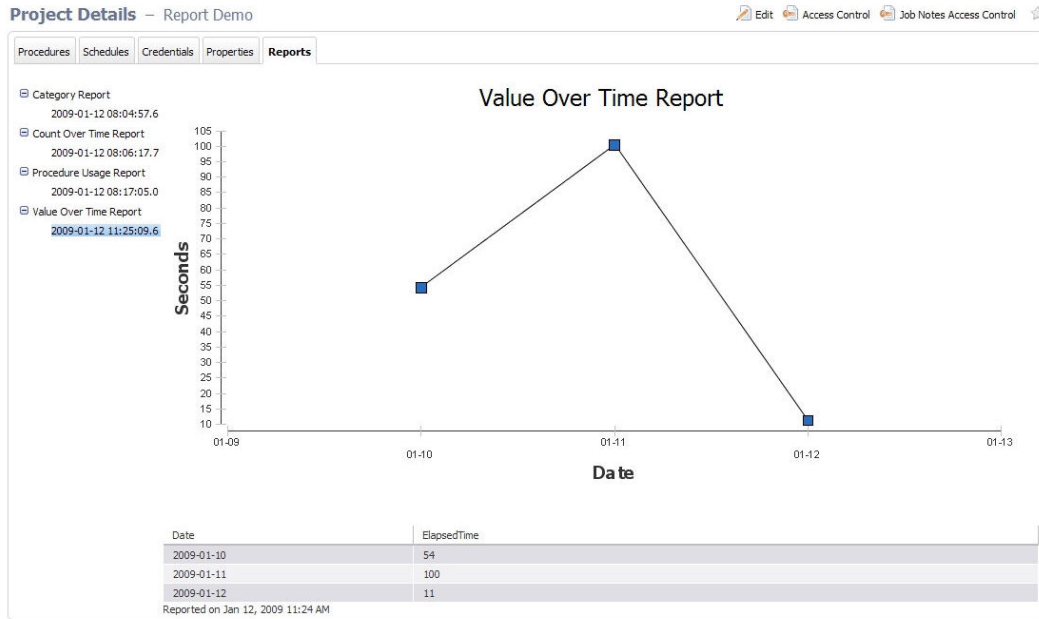 Project Details – Report Demo
Edit Access Control Job Notes Access Control
Procedures Schedules Credentials Properties Reports
Category Report
2009-01-12 08:04:57.6
Count Over Time Report
2009-01-12 08:06:17.7
Procedure Usage Report
2009-01-12 08:17:05.0
Value Over Time Report
2009-01-12 11:25:09.6
Value Over Time Report
Seconds
105
100
95
90
85
80
75
70
65
60
55
50
45
40
35
30
25
20
15
10
01-09 01-10 01-11 01-12 01-13
Date
Date ElapsedTime
2009-01-10 54
2009-01-11 100
2009-01-12 11
Reported on Jan 12, 2009 11:24 AM